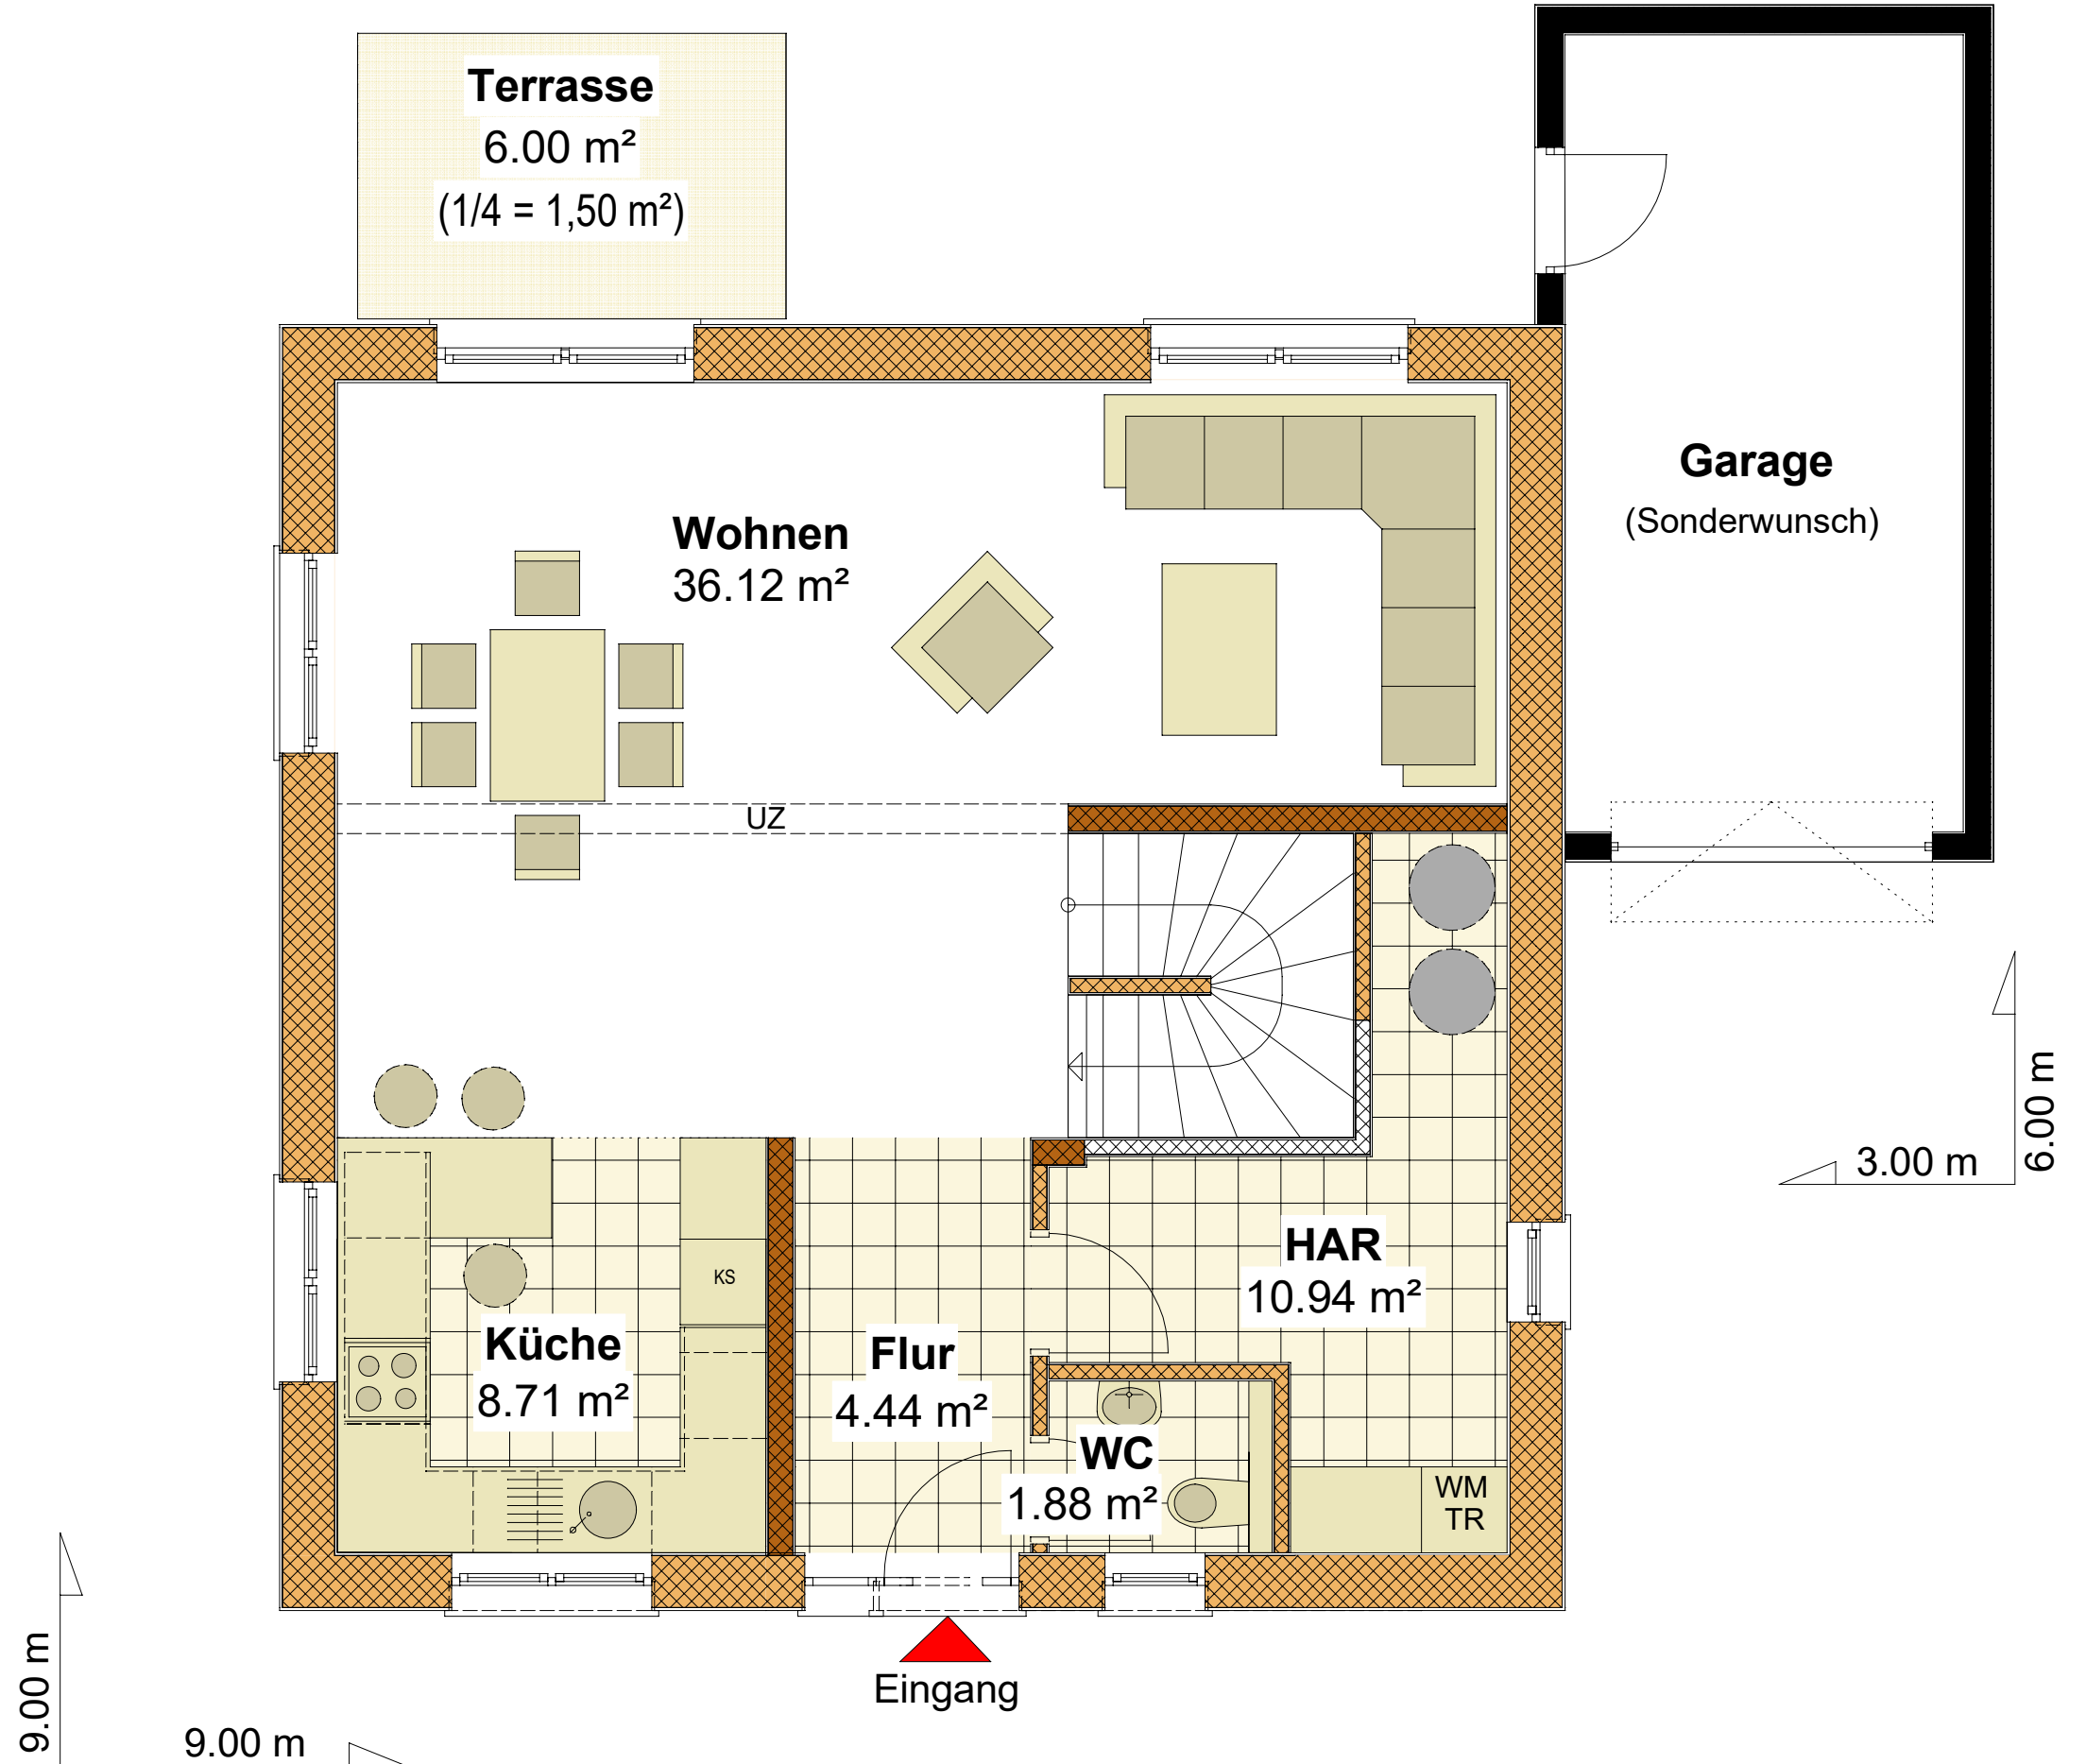 Terrasse
6.00 m²
(1/4 = 1,50 m²)
Garage
(Sonderwunsch)
Wohnen
36.12 m²
UZ
3.00 m
6.00 m
HAR
10.94 m²
KS
Küche
8.71 m²
Flur
4.44 m²
WC
1.88 m²
WM
TR
Eingang
9.00 m
9.00 m